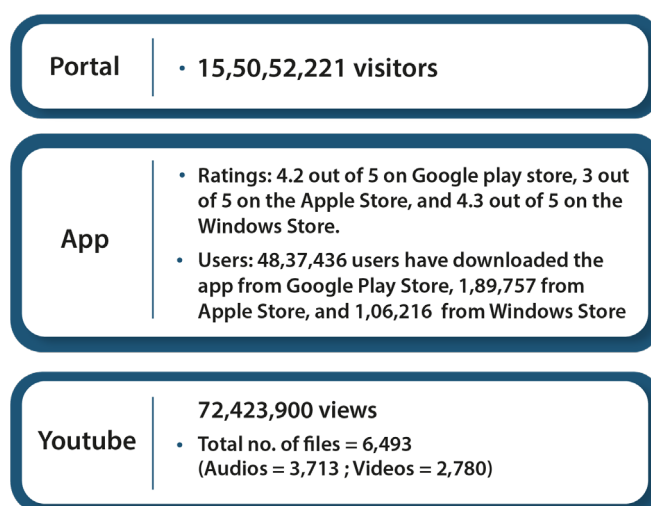 Portal
• 15,50,52,221 visitors
App
• Ratings: 4.2 out of 5 on Google play store, 3 out
of 5 on the Apple Store, and 4.3 out of 5 on the
Windows Store.
• Users: 48,37,436 users have downloaded the
app from Google Play Store, 1,89,757 from
Apple Store, and 1,06,216 from Windows Store
Youtube
72,423,900 views
• Total no. of files = 6,493
(Audios = 3,713 ; Videos = 2,780)